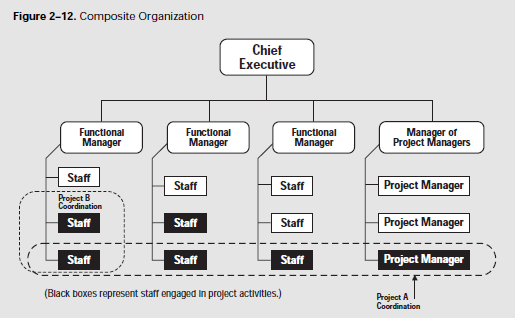 Figure 2–12. Composite Organization
Chief
Executive
Functional
Manager
Functional
Manager
Functional
Manager
Manager of
Project Managers
Staff
Staff
Staff
Project Manager
Project B
Coordination
Staff
Staff
Staff
Project Manager
Staff
Staff
Staff
Project Manager
(Black boxes represent staff engaged in project activities.)
Project A
Coordination